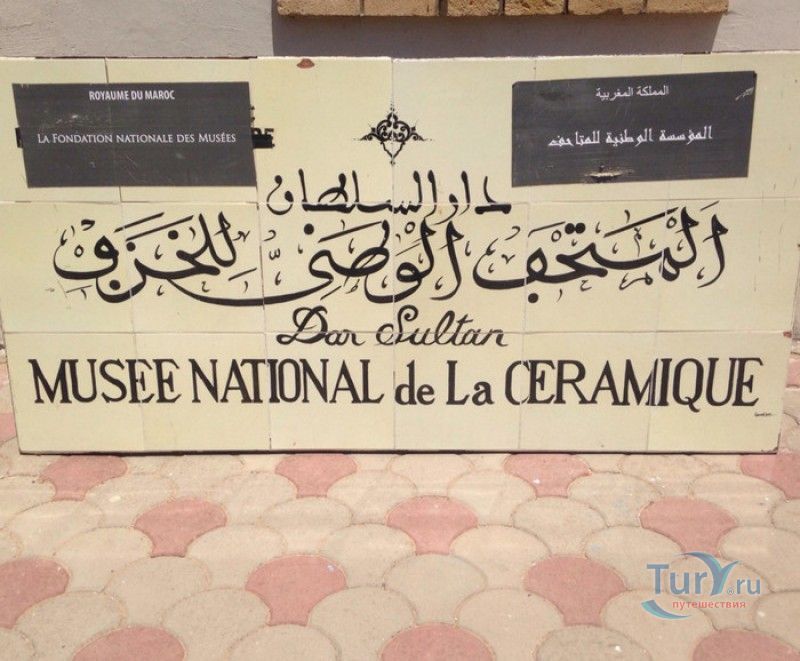 ROYAUME DU MAROC
LA FONDATION NATIONALE DES MUSÉES
المملكة المغربية
المؤسسة الوطنية للمتاحف
دار السلطان
المتحف الوطنيّ للخزف
Dar Sultan
MUSEE NATIONAL de La CERAMIQUE
Tury.ru
путешествия